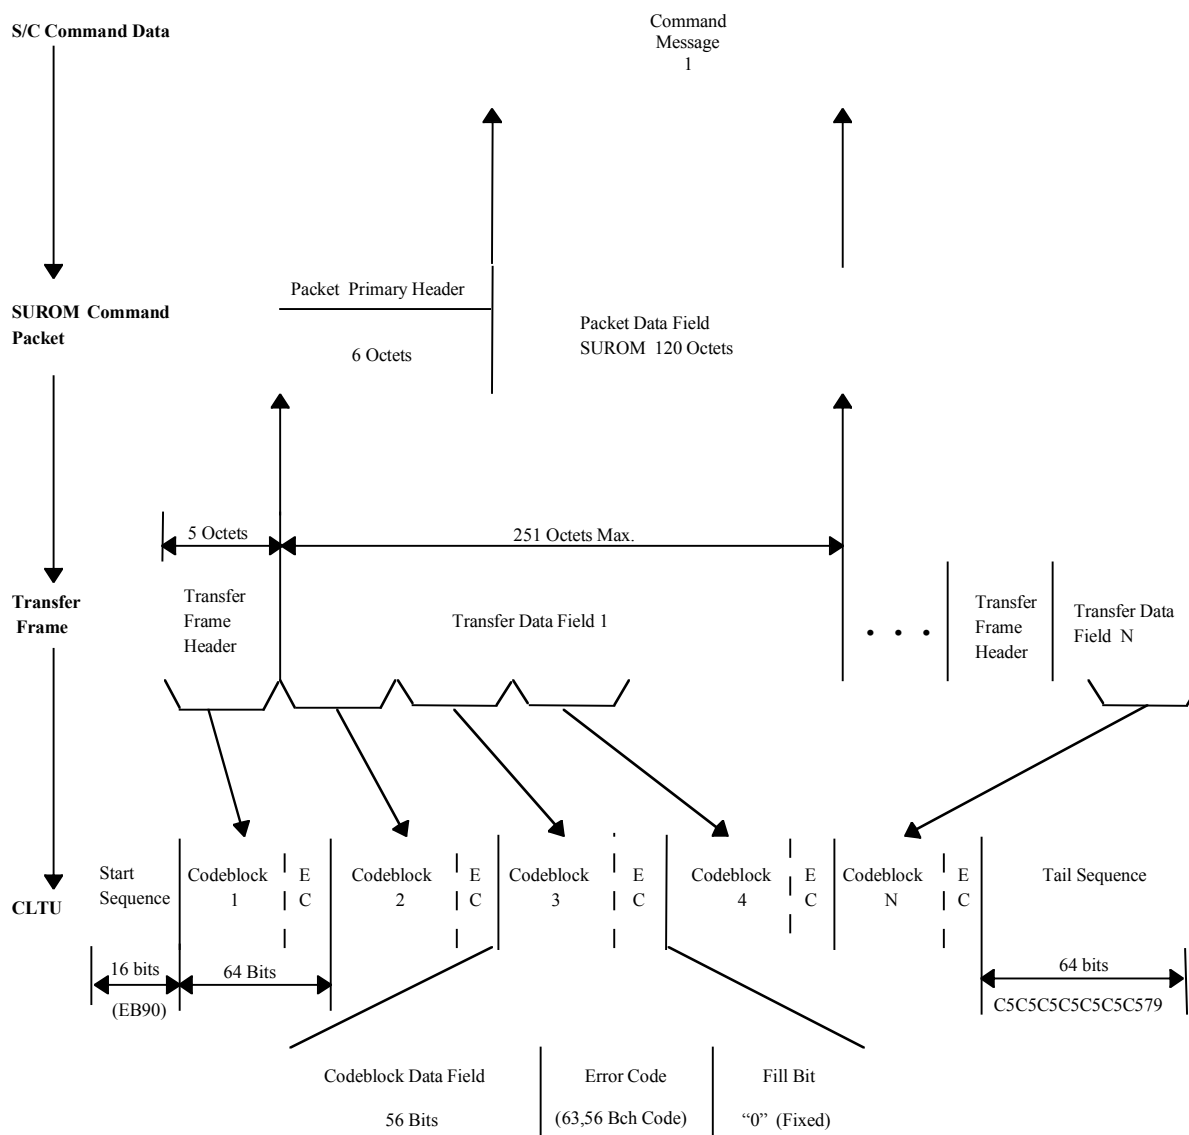 S/C Command Data
Command
Message
1
Packet Primary Header
SUROM Command
Packet
6 Octets
Packet Data Field
SUROM 120 Octets
5 Octets
251 Octets Max.
Transfer
Frame
Transfer
Frame
Header
Transfer Data Field 1
• • •
Transfer
Frame
Header
Transfer Data
Field N
CLTU
Start
Sequence
Codeblock
1
E
C
Codeblock
2
E
C
Codeblock
3
E
C
Codeblock
4
E
C
Codeblock
N
E
C
Tail Sequence
16 bits
(EB90)
64 Bits
64 bits
C5C5C5C5C5C5C579
Codeblock Data Field
56 Bits
Error Code
(63,56 Bch Code)
Fill Bit
“0” (Fixed)